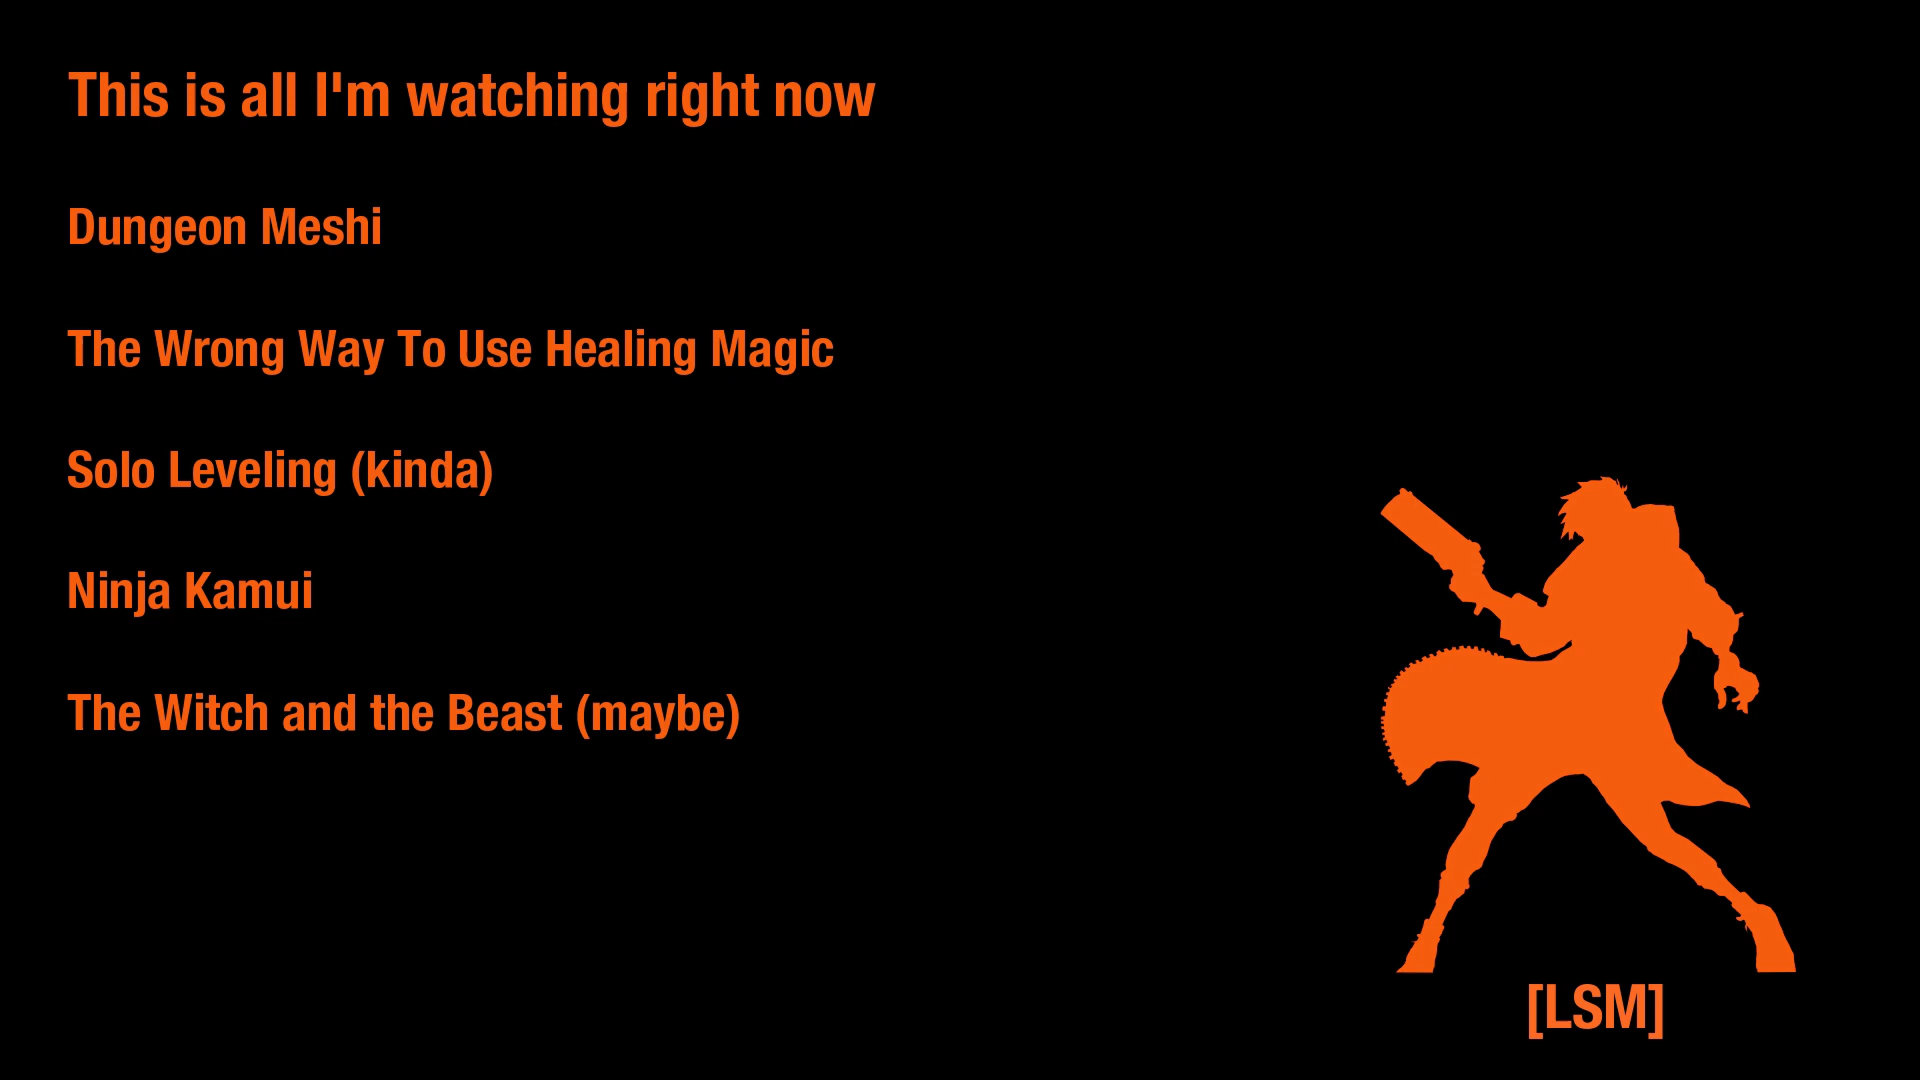 This is all I'm watching right now
Dungeon Meshi
The Wrong Way To Use Healing Magic
Solo Leveling (kinda)
Ninja Kamui
The Witch and the Beast (maybe)
[LSM]